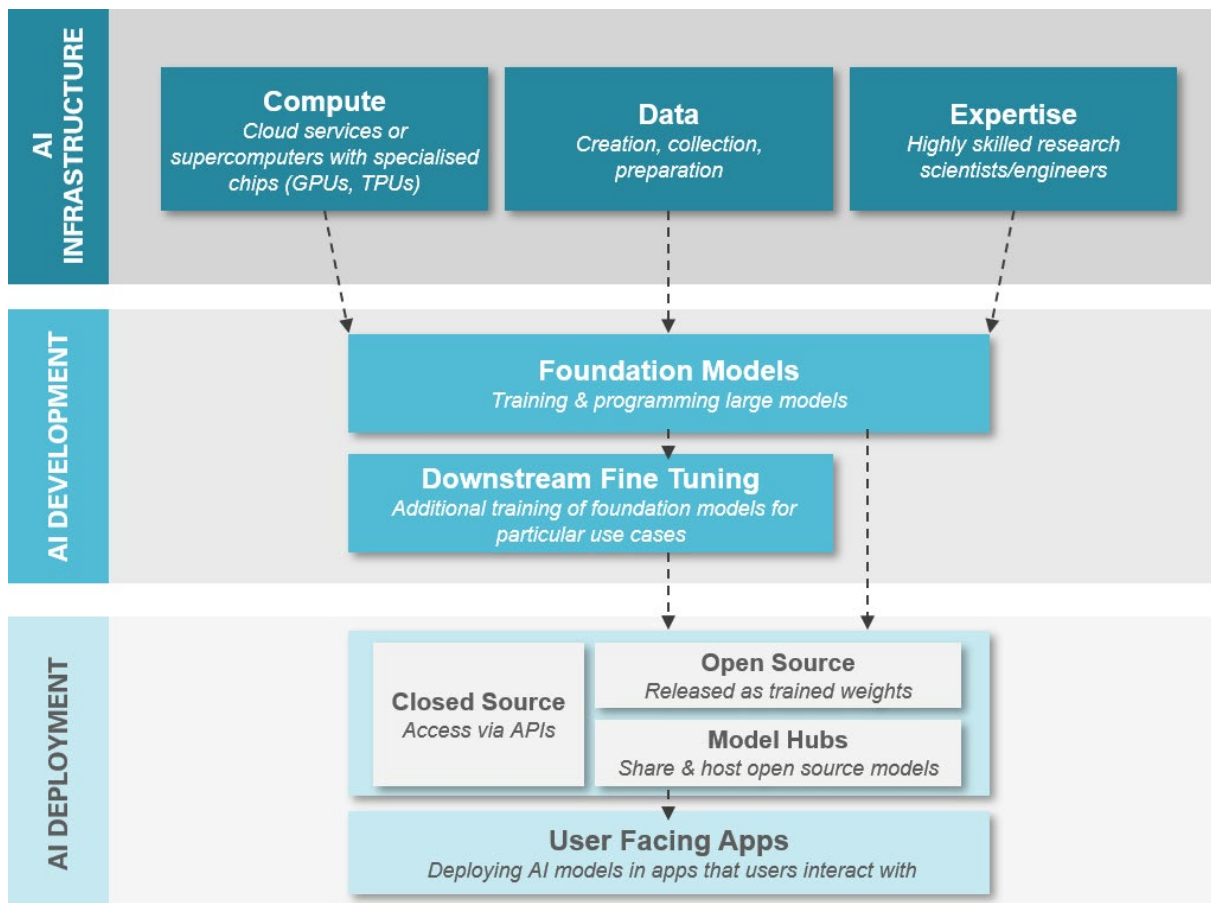 AI
INFRASTRUCTURE
Compute
Cloud services or
supercomputers with specialised
chips (GPUs, TPUs)
Data
Creation, collection,
preparation
Expertise
Highly skilled research
scientists/engineers
AI DEVELOPMENT
Foundation Models
Training & programming large models
Downstream Fine Tuning
Additional training of foundation models for
particular use cases
AI DEPLOYMENT
Closed Source
Access via APIs
Open Source
Released as trained weights
Model Hubs
Share & host open source models
User Facing Apps
Deploying AI models in apps that users interact with